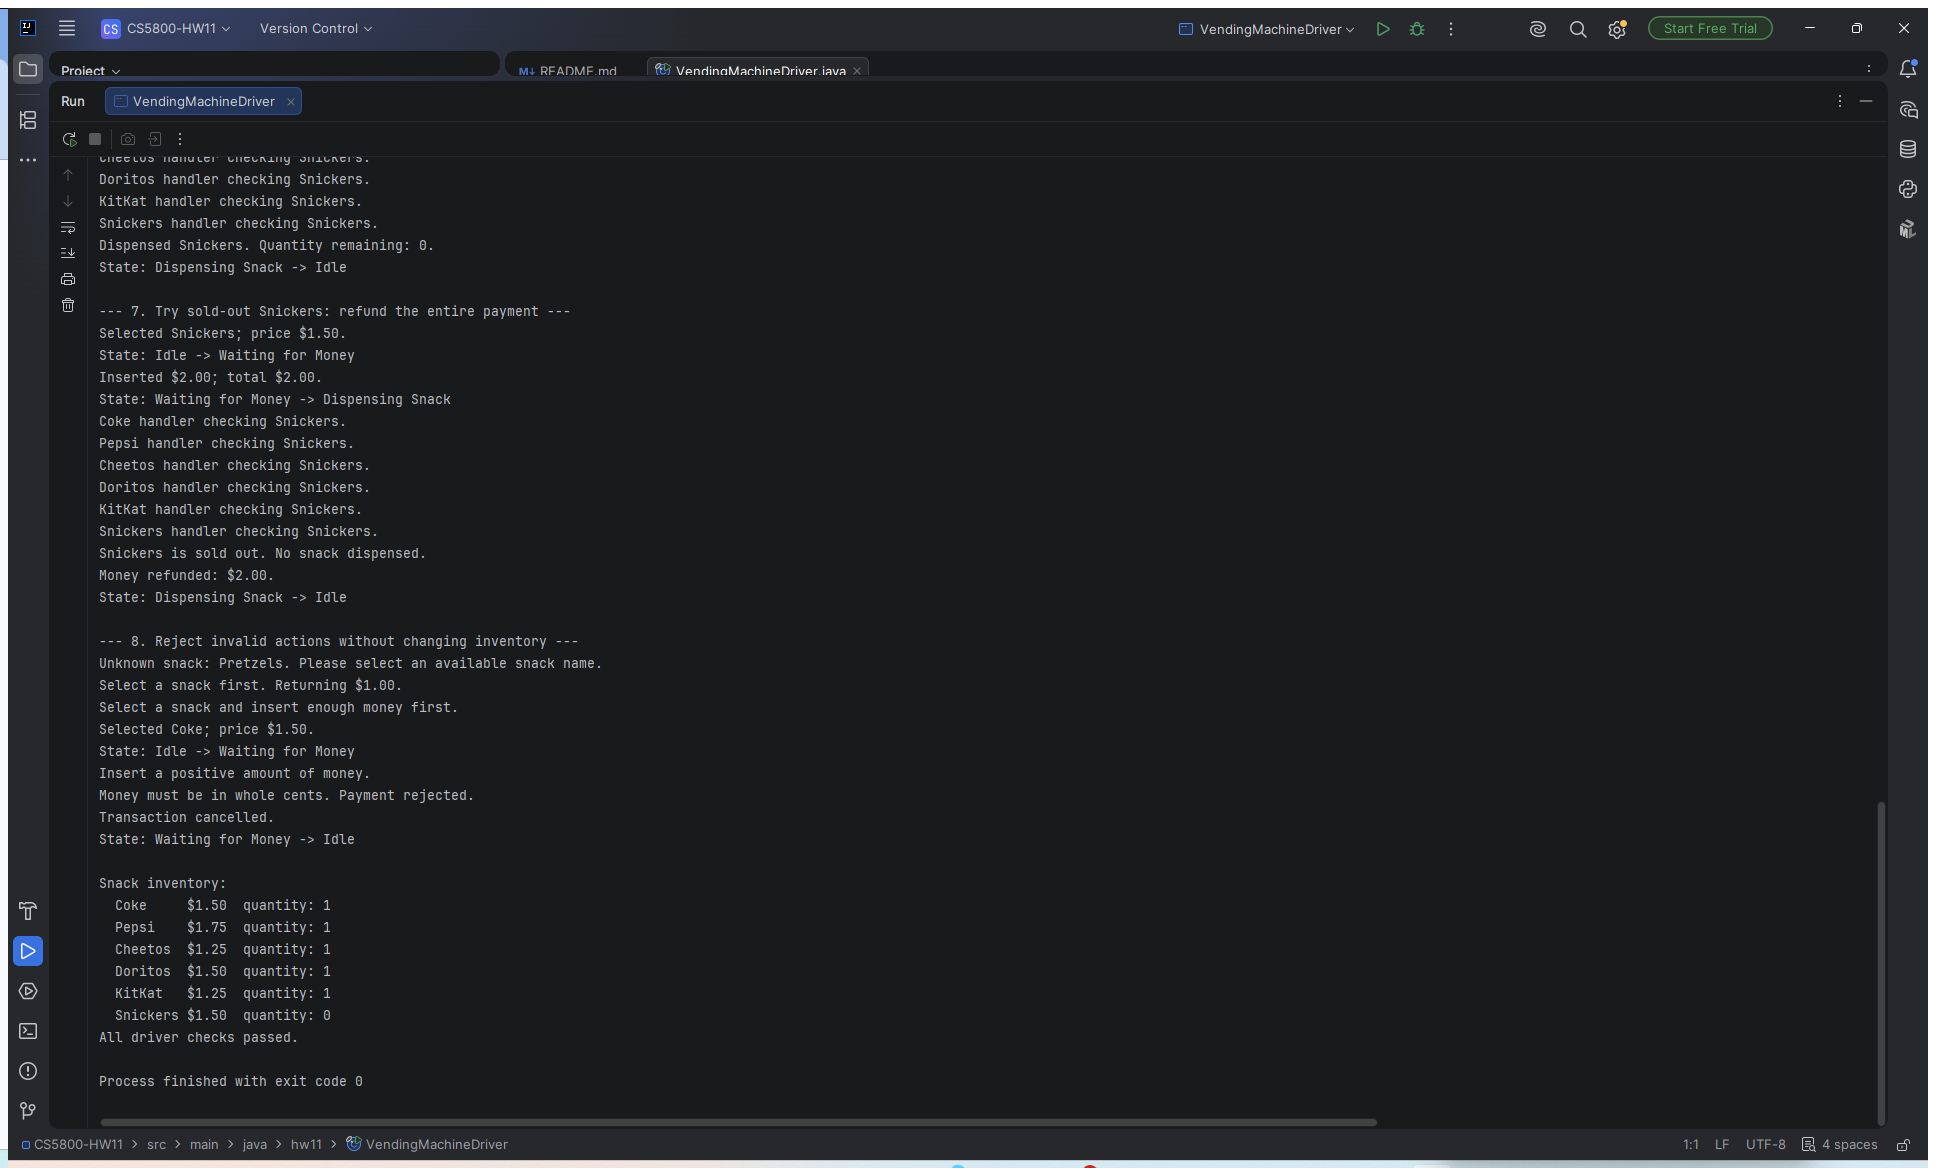 CS CS5800-HW11 Version Control VendingMachineDriver Start Free Trial
Project README.md VendingMachineDriver.java
Run VendingMachineDriver
Cheetos handler checking Snickers.
Doritos handler checking Snickers.
KitKat handler checking Snickers.
Snickers handler checking Snickers.
Dispensed Snickers. Quantity remaining: 0.
State: Dispensing Snack -> Idle
--- 7. Try sold-out Snickers: refund the entire payment ---
Selected Snickers; price $1.50.
State: Idle -> Waiting for Money
Inserted $2.00; total $2.00.
State: Waiting for Money -> Dispensing Snack
Coke handler checking Snickers.
Pepsi handler checking Snickers.
Cheetos handler checking Snickers.
Doritos handler checking Snickers.
KitKat handler checking Snickers.
Snickers handler checking Snickers.
Snickers is sold out. No snack dispensed.
Money refunded: $2.00.
State: Dispensing Snack -> Idle
--- 8. Reject invalid actions without changing inventory ---
Unknown snack: Pretzels. Please select an available snack name.
Select a snack first. Returning $1.00.
Select a snack and insert enough money first.
Selected Coke; price $1.50.
State: Idle -> Waiting for Money
Insert a positive amount of money.
Money must be in whole cents. Payment rejected.
Transaction cancelled.
State: Waiting for Money -> Idle
Snack inventory:
Coke $1.50 quantity: 1
Pepsi $1.75 quantity: 1
Cheetos $1.25 quantity: 1
Doritos $1.50 quantity: 1
KitKat $1.25 quantity: 1
Snickers $1.50 quantity: 0
All driver checks passed.
Process finished with exit code 0
CS5800-HW11 > src > main > java > hw11 > VendingMachineDriver 1:1 LF UTF-8 4 spaces